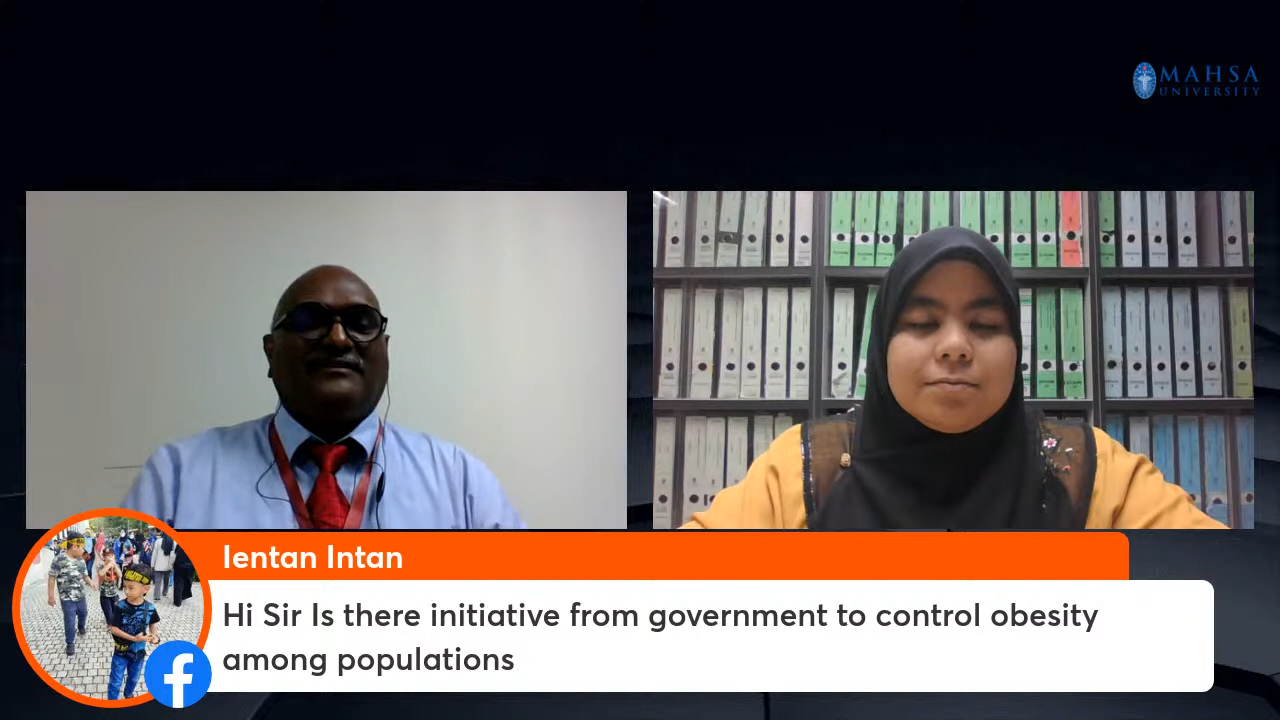 MAHSA
UNIVERSITY
Ientan Intan
Hi Sir Is there initiative from government to control obesity
among populations